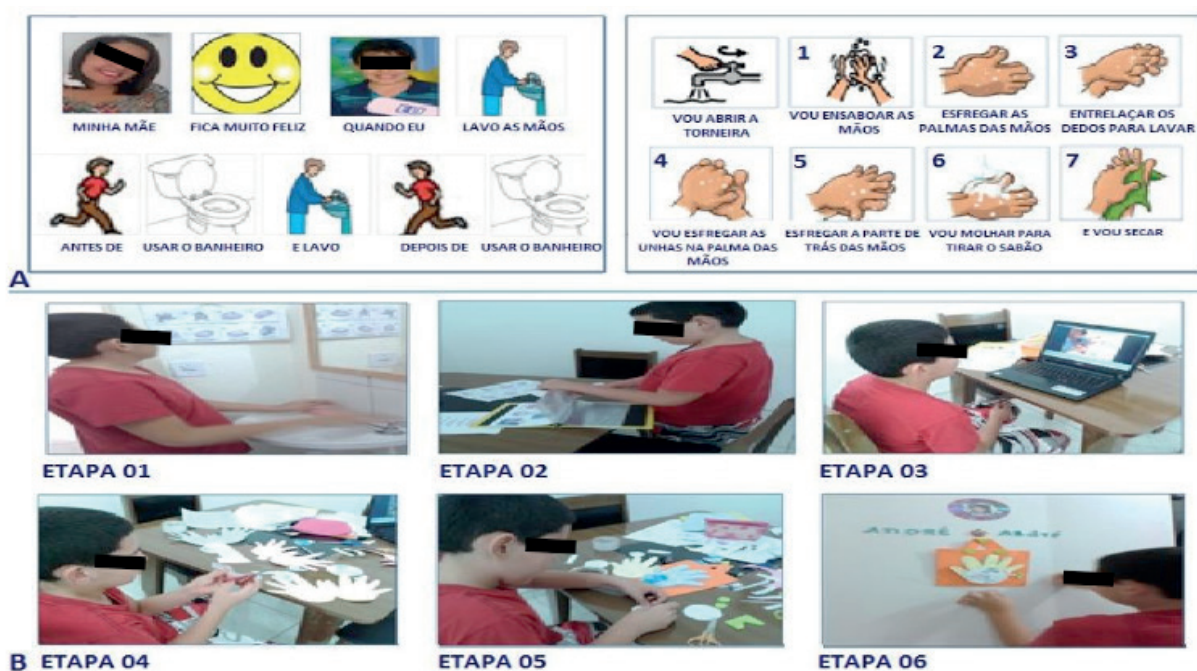 MINHA MÃE
FICA MUITO FELIZ
QUANDO EU
LAVO AS MÃOS
ANTES DE
USAR O BANHEIRO
E LAVO
DEPOIS DE
USAR O BANHEIRO
VOU ABRIR A
TORNEIRA
1
VOU ENSABOAR AS
MÃOS
2
ESFREGAR AS
PALMAS DAS MÃOS
3
ENTRELAÇAR OS
DEDOS PARA LAVAR
4
VOU ESFREGAR AS
UNHAS NA PALMA DAS
MÃOS
5
ESFREGAR A PARTE DE
TRÁS DAS MÃOS
6
VOU MOLHAR PARA
TIRAR O SABÃO
7
E VOU SECAR
A
ETAPA 01
ETAPA 02
ETAPA 03
ANDRÉ
ETAPA 04
ETAPA 05
ETAPA 06
B